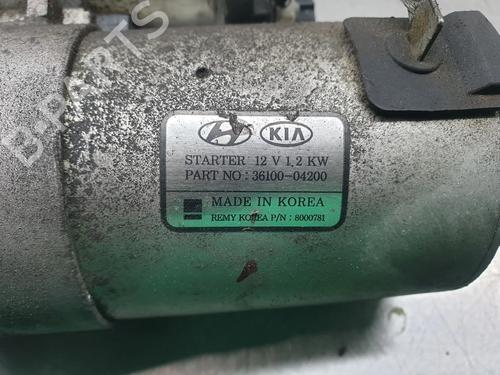 B-PARTS
KIA
STARTER 12 V 1,2 KW
PART NO : 36100-04200
MADE IN KOREA
REMY KOREA P/N : 8000781